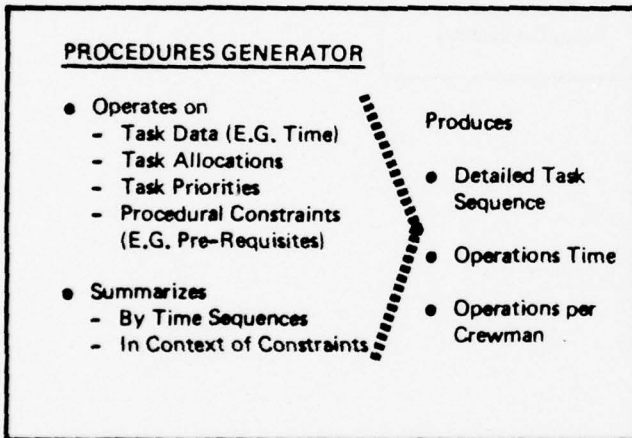 PROCEDURES GENERATOR
● Operates on
– Task Data (E.G. Time)
– Task Allocations
– Task Priorities
– Procedural Constraints
(E.G. Pre-Requisites)
● Summarizes
– By Time Sequences
– In Context of Constraints
Produces
● Detailed Task
Sequence
● Operations Time
● Operations per
Crewman